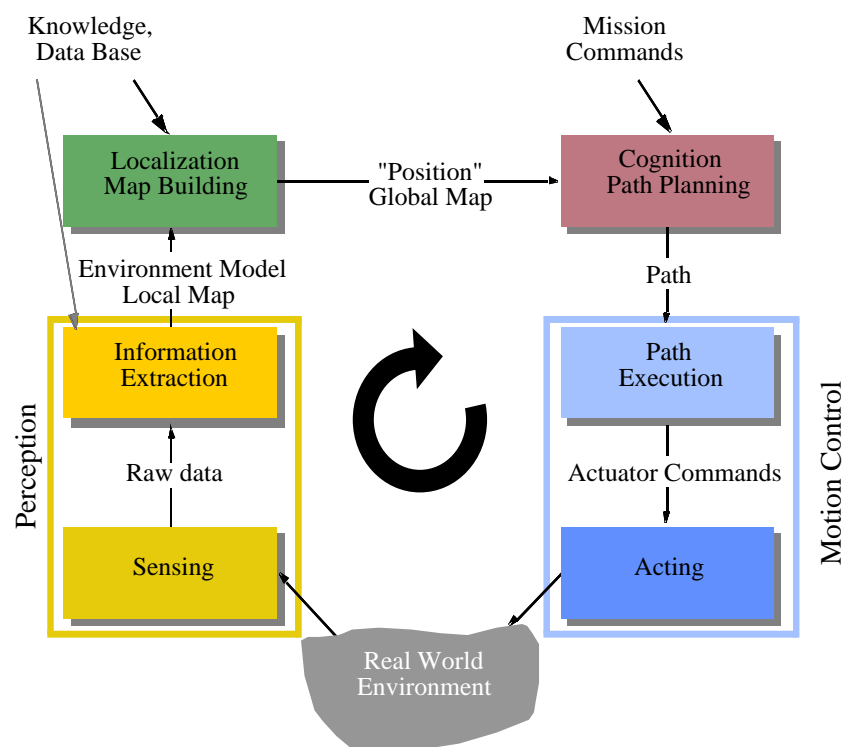 Knowledge,
Data Base
Mission
Commands
Localization
Map Building
"Position"
Global Map
Cognition
Path Planning
Environment Model
Local Map
Path
Information
Extraction
Path
Execution
Perception
Motion Control
Raw data
Actuator Commands
Sensing
Acting
Real World
Environment